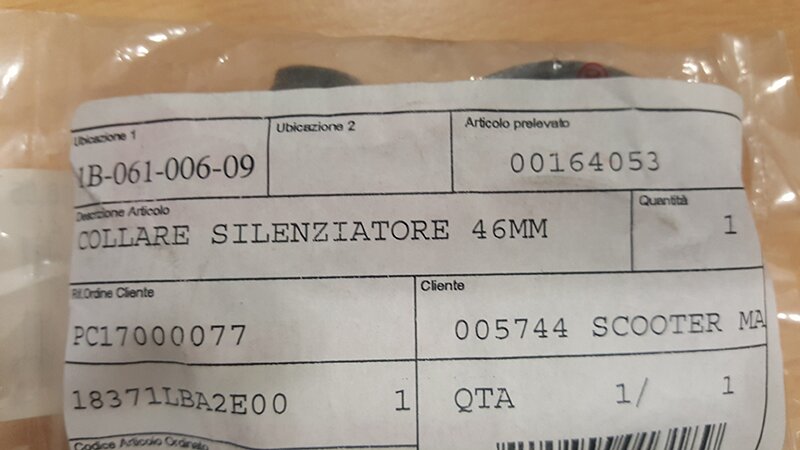 Ubicazione 1
1B-061-006-09
Ubicazione 2
Articolo prelevato
00164053
Descrizione Articolo
COLLARE SILENZIATORE 46MM
Quantità
1
Rif.Ordine Cliente
PC17000077
Cliente
005744 SCOOTER MA
18371LBA2E00 1
QTA 1/ 1
Codice Articolo Ordinato